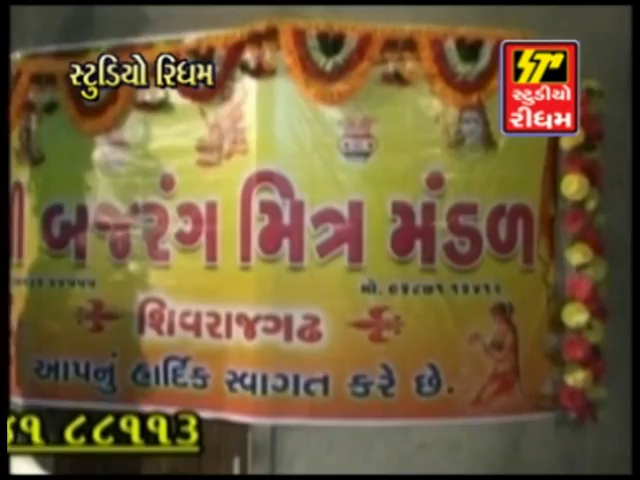 સ્ટુડિયો રિધમ
સ્ટુડીયો
રીધમ
બજરંગ મિત્ર મંડળ
મો.
શિવરાજગઢ
આપનું હાર્દિક સ્વાગત કરે છે.
૮૮૧૧૩